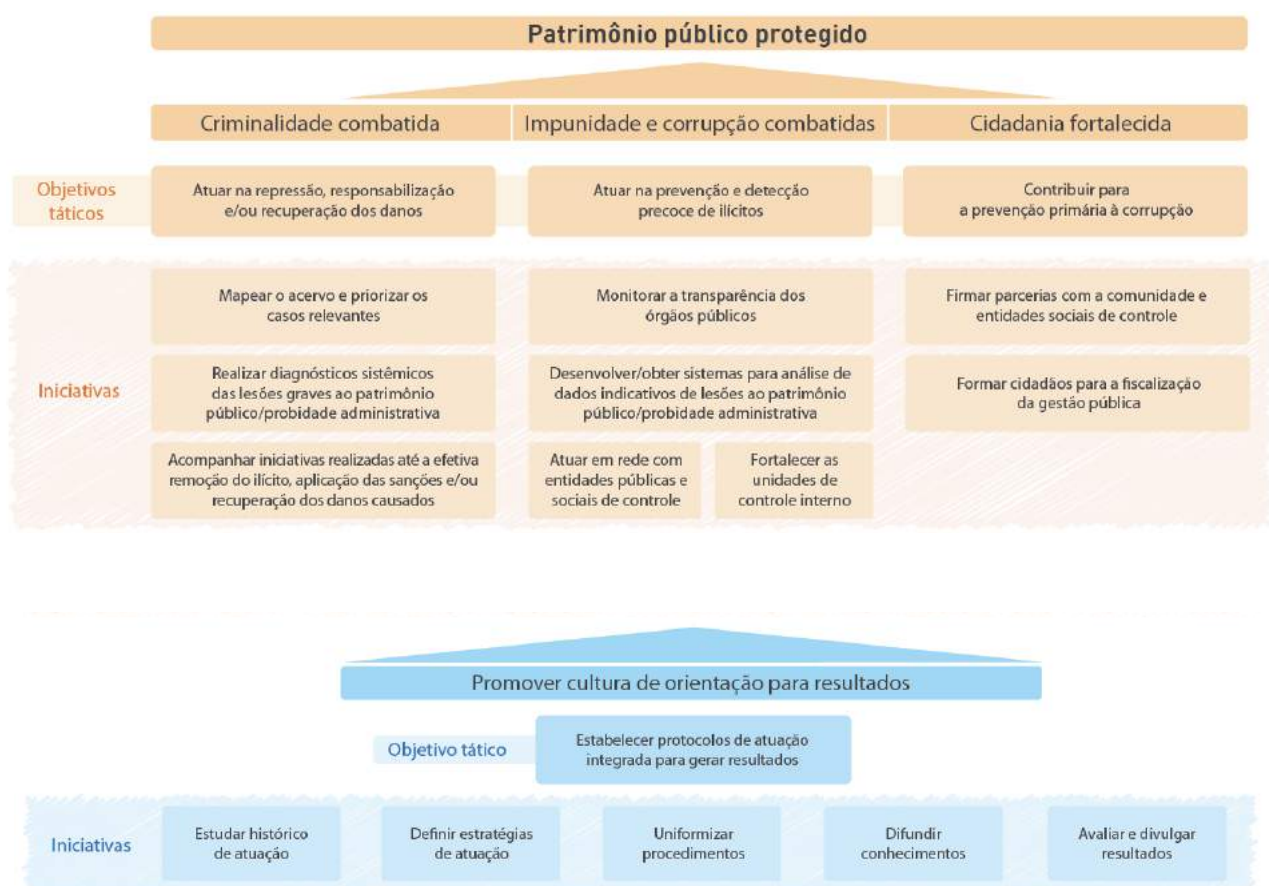 Patrimônio público protegido
Criminalidade combatida
Impunidade e corrupção combatidas
Cidadania fortalecida
Objetivos
táticos
Atuar na repressão, responsabilização
e/ou recuperação dos danos
Atuar na prevenção e detecção
precoce de ilícitos
Contribuir para
a prevenção primária à corrupção
Iniciativas
Mapear o acervo e priorizar os
casos relevantes
Monitorar a transparência dos
órgãos públicos
Firmar parcerias com a comunidade e
entidades sociais de controle
Realizar diagnósticos sistêmicos
das lesões graves ao patrimônio
público/probidade administrativa
Desenvolver/obter sistemas para análise de
dados indicativos de lesões ao patrimônio
público/probidade administrativa
Formar cidadãos para a fiscalização
da gestão pública
Acompanhar iniciativas realizadas até a efetiva
remoção do ilícito, aplicação das sanções e/ou
recuperação dos danos causados
Atuar em rede com
entidades públicas e
sociais de controle
Fortalecer as
unidades de
controle interno
Promover cultura de orientação para resultados
Objetivo tático
Estabelecer protocolos de atuação
integrada para gerar resultados
Iniciativas
Estudar histórico
de atuação
Definir estratégias
de atuação
Uniformizar
procedimentos
Difundir
conhecimentos
Avaliar e divulgar
resultados